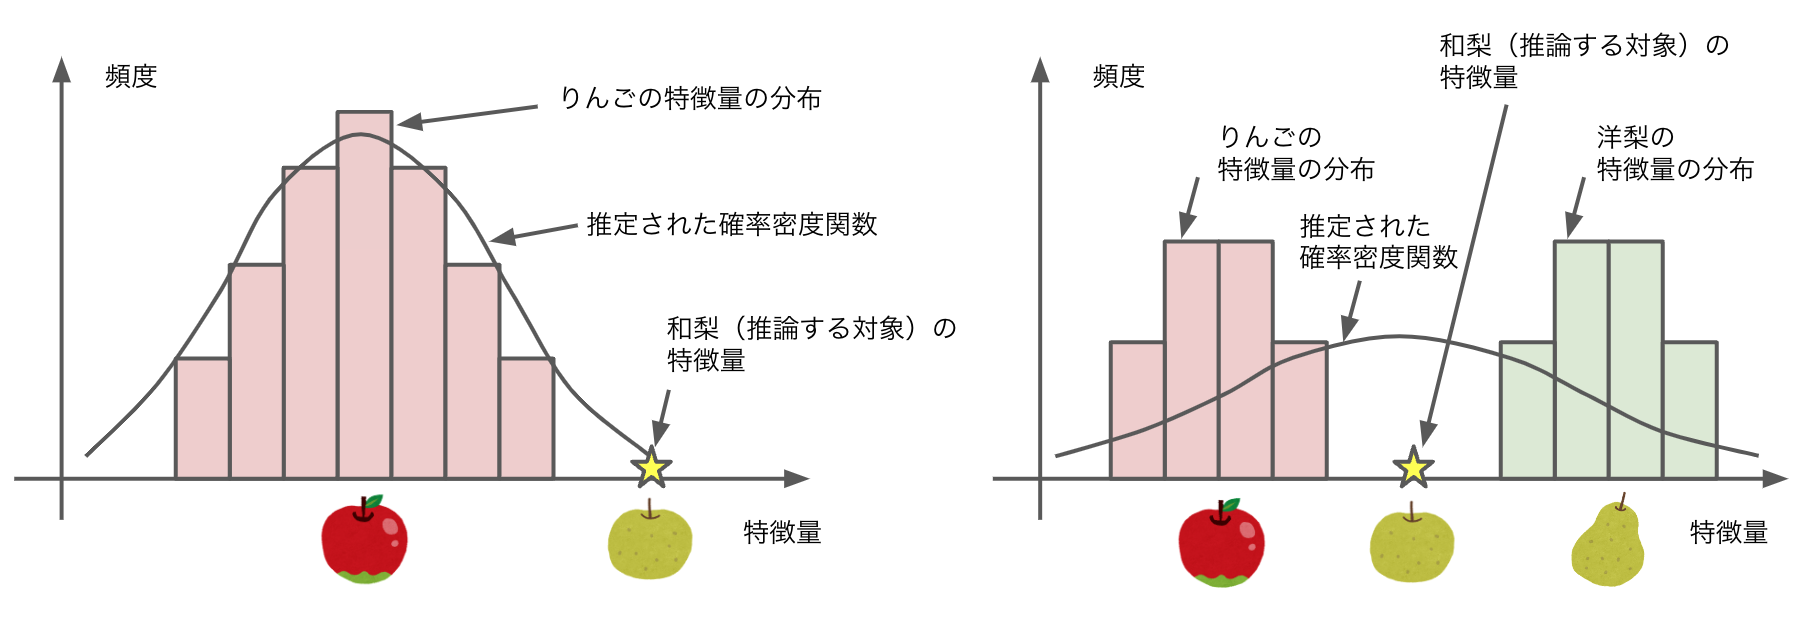 頻度
りんごの特徴量の分布
推定された確率密度関数
和梨（推論する対象）の
特徴量
特徴量
頻度
和梨（推論する対象）の
特徴量
りんごの
特徴量の分布
洋梨の
特徴量の分布
推定された
確率密度関数
特徴量